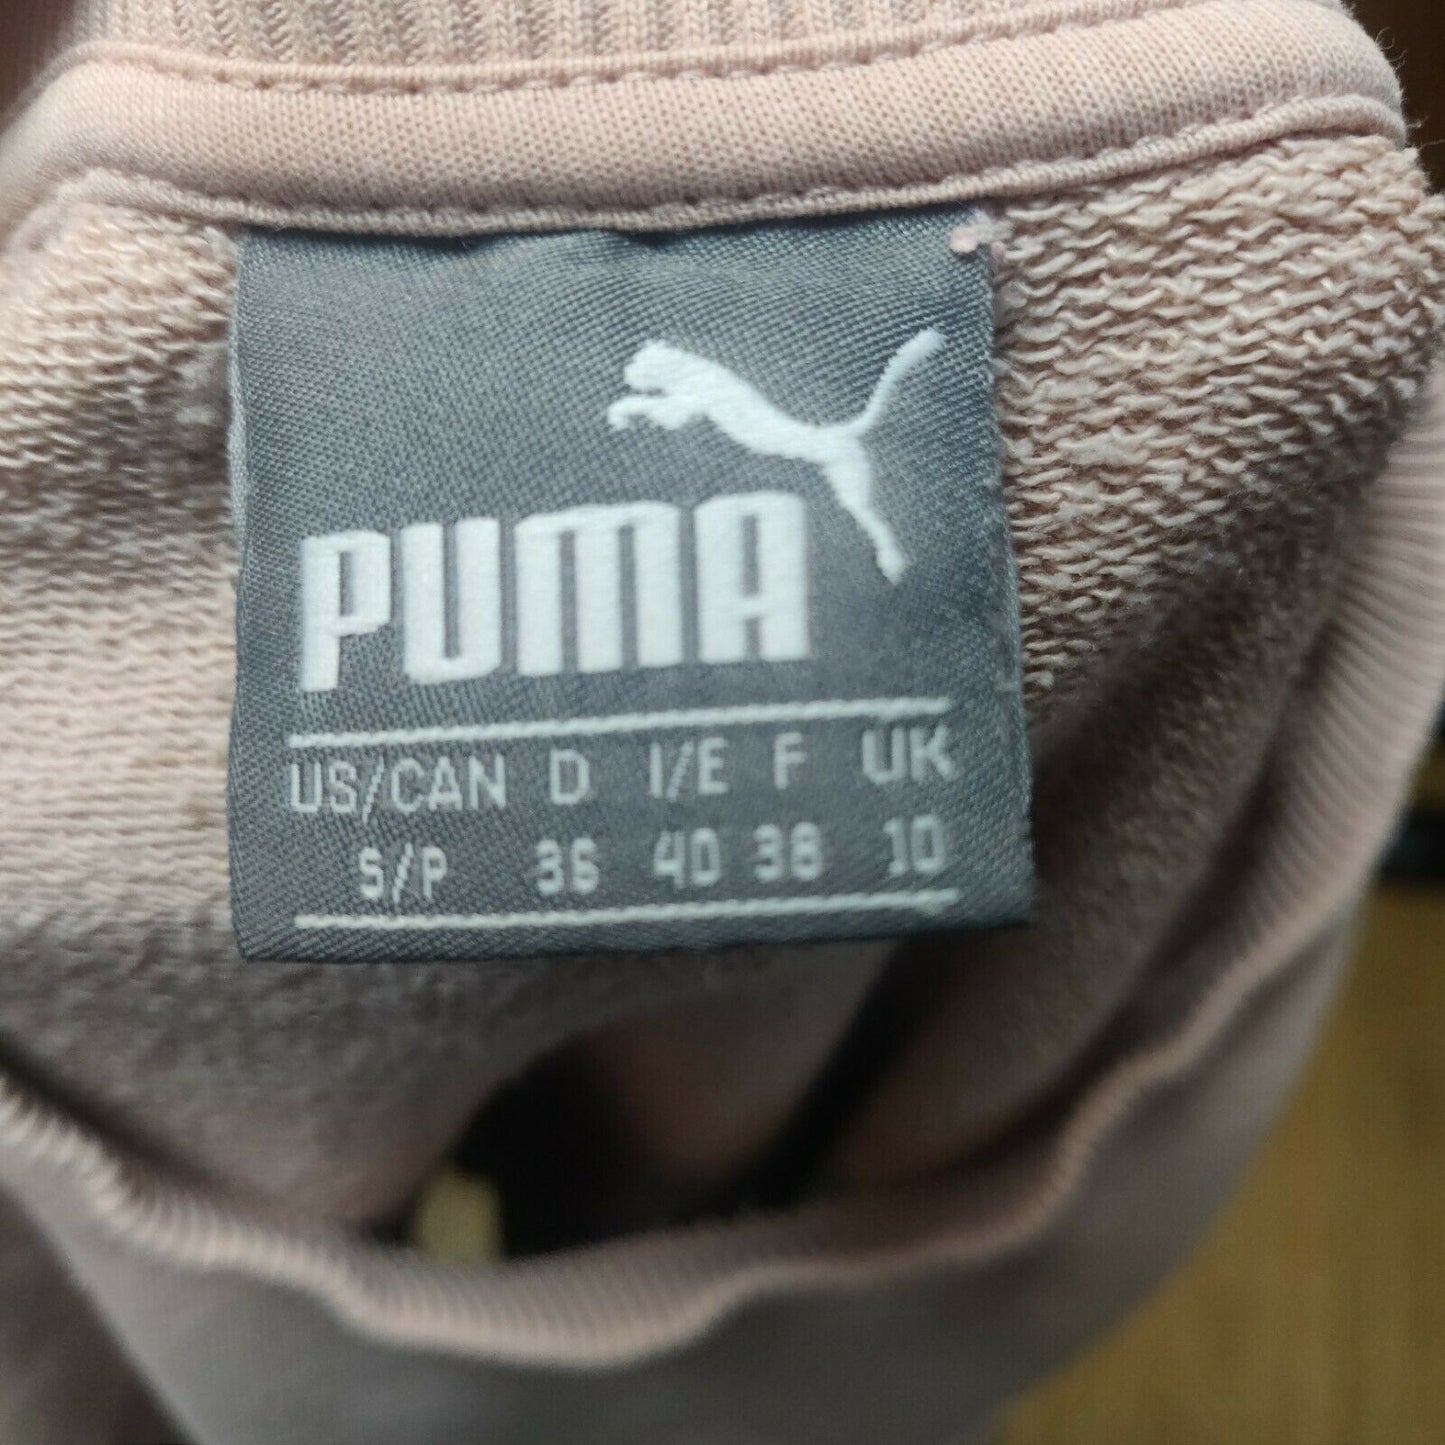 PUMA
US/CAN D I/E F UK
S/P 36 40 38 10